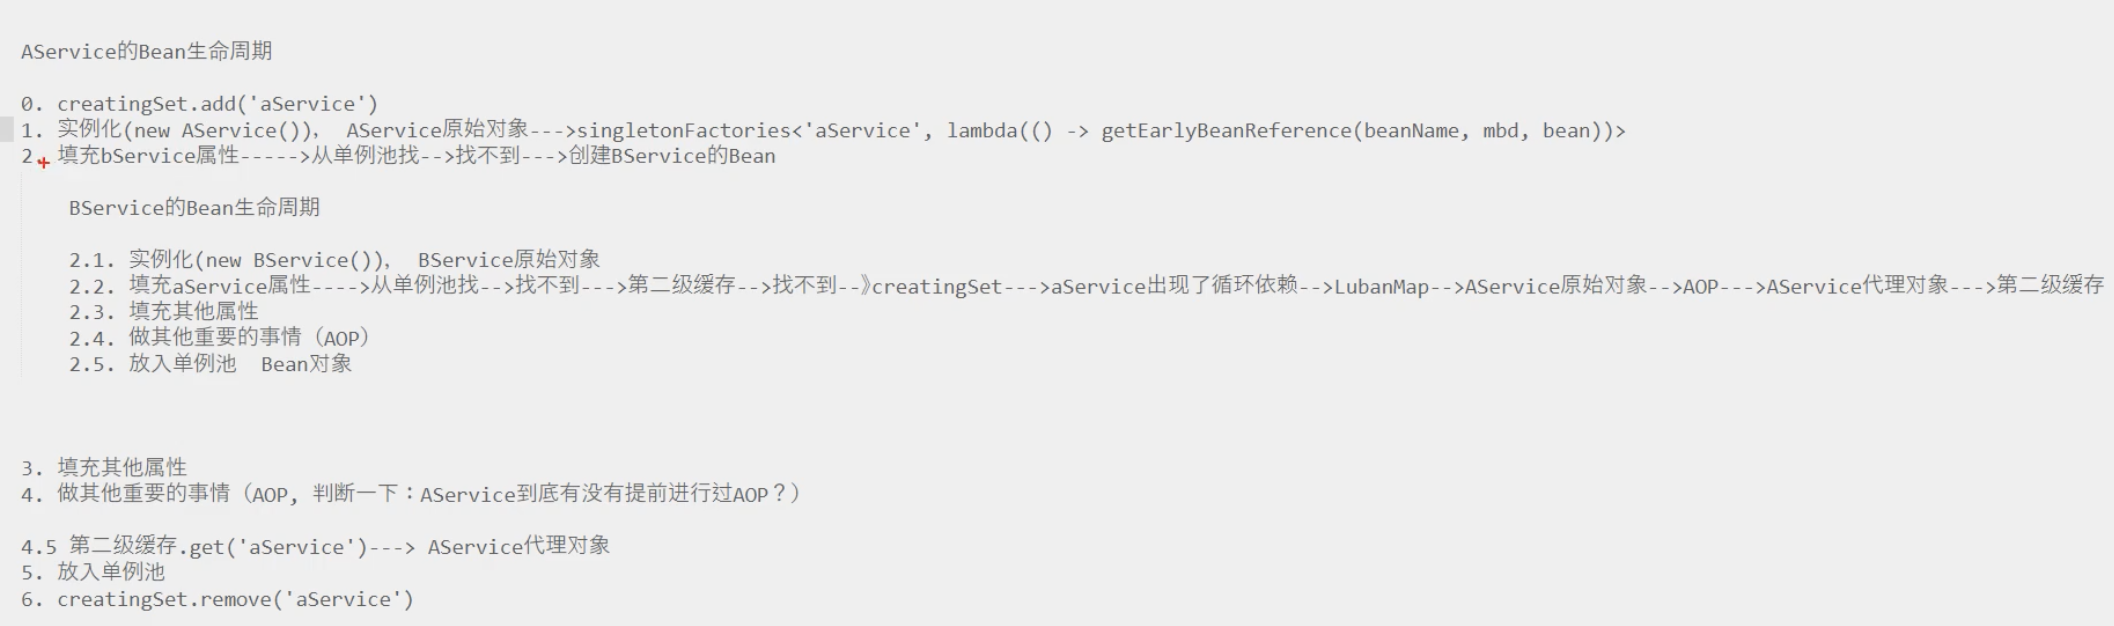 AService的Bean生命周期
0. creatingSet.add('aService')
1. 实例化(new AService())， AService原始对象--->singletonFactories<'aService', lambda(() -> getEarlyBeanReference(beanName, mbd, bean))>
2. 填充bService属性----->从单例池找-->找不到--->创建BService的Bean
BService的Bean生命周期
2.1. 实例化(new BService())， BService原始对象
2.2. 填充aService属性---->从单例池找-->找不到--->第二级缓存-->找不到--》creatingSet--->aService出现了循环依赖-->LubanMap-->AService原始对象-->AOP--->AService代理对象--->第二级缓存
2.3. 填充其他属性
2.4. 做其他重要的事情（AOP）
2.5. 放入单例池 Bean对象
3. 填充其他属性
4. 做其他重要的事情（AOP, 判断一下：AService到底有没有提前进行过AOP？）
4.5 第二级缓存.get('aService')---> AService代理对象
5. 放入单例池
6. creatingSet.remove('aService')